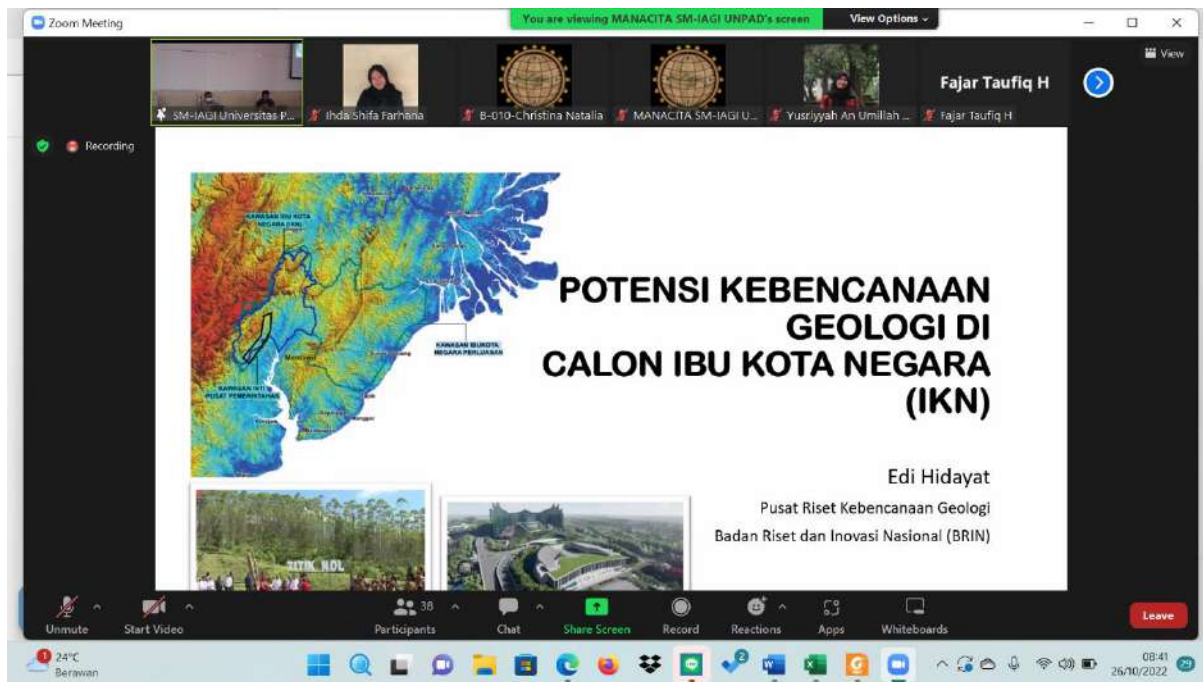 Zoom Meeting
You are viewing MANACITA SM-IAGI UNPAD's screen
View Options
View
SM-IAGI Universitas P...
Ihda Shifa Farhana
B-010-Christina Natalia
MANACITA SM-IAGI U...
Yusriyyah An Umillah ...
Fajar Taufiq H
Fajar Taufiq H
Recording
KAWASAN IBU KOTA
NEGARA (IKN)
KAWASAN IBUKOTA
NEGARA PERLUASAN
KAWASAN INTI
PUSAT PEMERINTAHAN
POTENSI KEBENCANAAN
GEOLOGI DI
CALON IBU KOTA NEGARA
(IKN)
Edi Hidayat
Pusat Riset Kebencanaan Geologi
Badan Riset dan Inovasi Nasional (BRIN)
TITIK NOL
Unmute
Start Video
38
Participants
Chat
Share Screen
Record
Reactions
Apps
Whiteboards
Leave
1
24°C
Berawan
2
08:41
26/10/2022
29